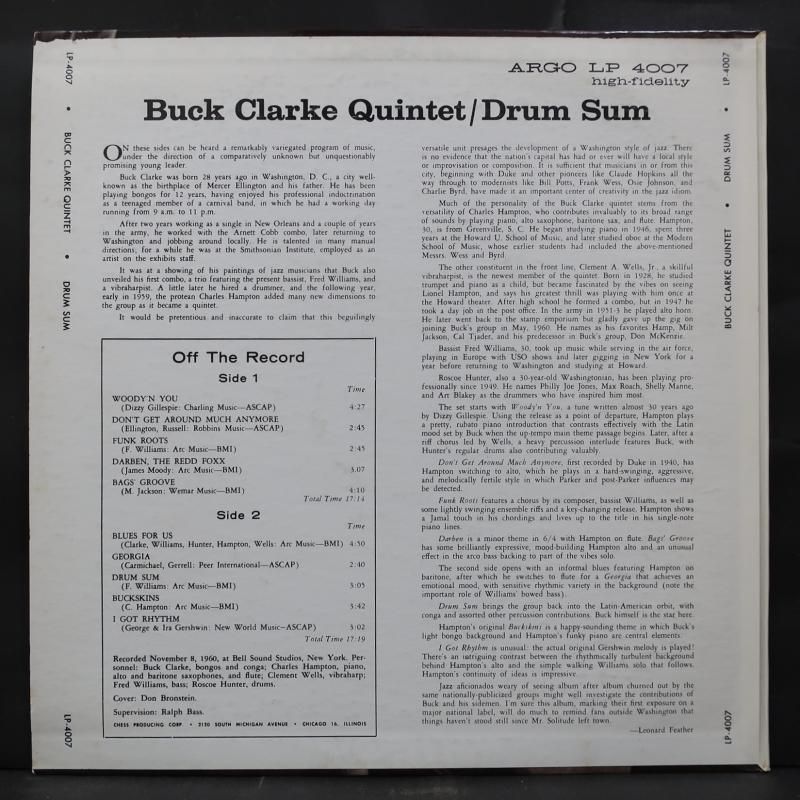 ARGO LP 4007
high-fidelity
Buck Clarke Quintet/Drum Sum
LP-4007 • BUCK CLARKE QUINTET • DRUM SUM
LP-4007
ON these sides can be heard a remarkably variegated program of music,
under the direction of a comparatively unknown but unquestionably
promising young leader.
Buck Clarke was born 28 years ago in Washington, D. C., a city well-
known as the birthplace of Mercer Ellington and his father. He has been
playing bongos for 12 years, having enjoyed his professional indoctrination
as a teenaged member of a carnival band, in which he had a working day
running from 9 a.m. to 11 p.m.
After two years working as a single in New Orleans and a couple of years
in the army, he worked with the Arnett Cobb combo, later returning to
Washington and jobbing around locally. He is talented in many manual
directions; for a while he was at the Smithsonian Institute, employed as an
artist on the exhibits staff.
It was at a showing of his paintings of jazz musicians that Buck also
unveiled his first combo, a trio featuring the present bassist, Fred Williams, and
a vibraharpist. A little later he hired a drummer, and the following year,
early in 1959, the protean Charles Hampton added many new dimensions to
the group as it became a quintet.
It would be pretentious and inaccurate to claim that this beguilingly
Off The Record
Side 1
Time
WOODY'N YOU
(Dizzy Gillespie: Charling Music—ASCAP) 4:27
DON'T GET AROUND MUCH ANYMORE
(Ellington, Russell: Robbins Music—ASCAP) 2:45
FUNK ROOTS
(F. Williams: Arc Music—BMI) 2:45
DARBEN, THE REDD FOXX
(James Moody: Arc Music—BMI) 3:07
BAGS' GROOVE
(M. Jackson: Wemar Music—BMI) 4:10
Total Time 17:14
Side 2
Time
BLUES FOR US
(Clarke, Williams, Hunter, Hampton, Wells: Arc Music—BMI) 4:50
GEORGIA
(Carmichael, Gerrell: Peer International—ASCAP) 2:40
DRUM SUM
(F. Williams: Arc Music—BMI) 3:05
BUCKSKINS
(C. Hampton: Arc Music—BMI) 3:42
I GOT RHYTHM
(George & Ira Gershwin: New World Music-ASCAP) 3:02
Total Time 17:19
Recorded November 8, 1960, at Bell Sound Studios, New York. Per-
sonnel: Buck Clarke, bongos and conga; Charles Hampton, piano,
alto and baritone saxophones, and flute; Clement Wells, vibraharp;
Fred Williams, bass; Roscoe Hunter, drums.
Cover: Don Bronstein.
Supervision: Ralph Bass.
CHESS PRODUCING CORP. • 2120 SOUTH MICHIGAN AVENUE • CHICAGO 16, ILLINOIS
versatile unit presages the development of a Washington style of jazz. There
is no evidence that the nation's capital has had or ever will have a local style
or improvisation or composition. It is sufficient that musicians in or from this
city, beginning with Duke and other pioneers like Claude Hopkins all the
way through to modernists like Bill Potts, Frank Wess, Osie Johnson, and
Charlie Byrd, have made it an important center of creativity in the jazz idiom.
Much of the personality of the Buck Clarke quintet stems from the
versatility of Charles Hampton, who contributes invaluably to its broad range
of sounds by playing piano, alto saxophone, baritone sax, and flute. Hampton,
30, is from Greenville, S. C. He began studying piano in 1946, spent three
years at the Howard U. School of Music, and later studied oboe at the Modern
School of Music, whose earlier students had included the above-mentioned
Messrs. Wess and Byrd.
The other constituent in the front line, Clement A. Wells, Jr., a skillful
vibraharpist, is the newest member of the quintet. Born in 1928, he studied
trumpet and piano as a child, but became fascinated by the vibes on seeing
Lionel Hampton, and says his greatest thrill was playing with him once at
the Howard theater. After high school he formed a combo, but in 1947 he
took a day job in the post office. In the army in 1951-3 he played alto horn.
He later went back to the stamp emporium but gladly gave up the gig on
joining Buck's group in May, 1960. He names as his favorites Hamp, Milt
Jackson, Cal Tjader, and his predecessor in Buck's group, Don McKenzie.
Bassist Fred Williams, 30, took up music while serving in the air force,
playing in Europe with USO shows and later gigging in New York for a
year before returning to Washington and studying at Howard.
Roscoe Hunter, also a 30-year-old Washingtonian, has been playing pro-
fessionally since 1949. He names Philly Joe Jones, Max Roach, Shelly Manne,
and Art Blakey as the drummers who have inspired him most.
The set starts with Woody'n You, a tune written almost 30 years ago
by Dizzy Gillespie. Using the release as a point of departure, Hampton plays
a pretty, rubato piano introduction that contrasts effectively with the Latin
mood set by Buck when the up-tempo main theme passage begins. Later, after a
riff chorus led by Wells, a heavy percussion interlude features Buck, with
Hunter's regular drums also contributing valuably.
Don't Get Around Much Anymore, first recorded by Duke in 1940, has
Hampton switching to alto, which he plays in a hard-swinging, aggressive,
and melodically fertile style in which Parker and post-Parker influences may
be detected.
Funk Roots features a chorus by its composer, bassist Williams, as well as
some lightly swinging ensemble riffs and a key-changing release. Hampton shows
a Jamal touch in his chordings and lives up to the title in his single-note
piano lines.
Darben is a minor theme in 6/4 with Hampton on flute. Bags' Groove
has some brilliantly expressive, mood-building Hampton alto and an unusual
effect in the arco bass backing to part of the vibes solo.
The second side opens with an informal blues featuring Hampton on
baritone, after which he switches to flute for a Georgia that achieves an
emotional mood, with sensitive rhythmic variety in the background (note the
important role of Williams' bowed bass).
Drum Sum brings the group back into the Latin-American orbit, with
conga and assorted other percussion contributions. Buck himself is the star here.
Hampton's original Buckskins is a happy-sounding theme in which Buck's
light bongo background and Hampton's funky piano are central elements.
I Got Rhythm is unusual: the actual original Gershwin melody is played!
There's an intriguing contrast between the rhythmically turbulent background
behind Hampton's alto and the simple walking Williams solo that follows.
Hampton's continuity of ideas is impressive.
Jazz aficionados weary of seeing album after album churned out by the
same nationally-publicized groups might well investigate the contributions of
Buck and his sidemen. I'm sure this album, marking their first exposure on a
major national label, will do much to remind fans outside Washington that
things haven't stood still since Mr. Solitude left town.
—Leonard Feather
LP-4007 • DRUM SUM • BUCK CLARKE QUINTET
LP-4007